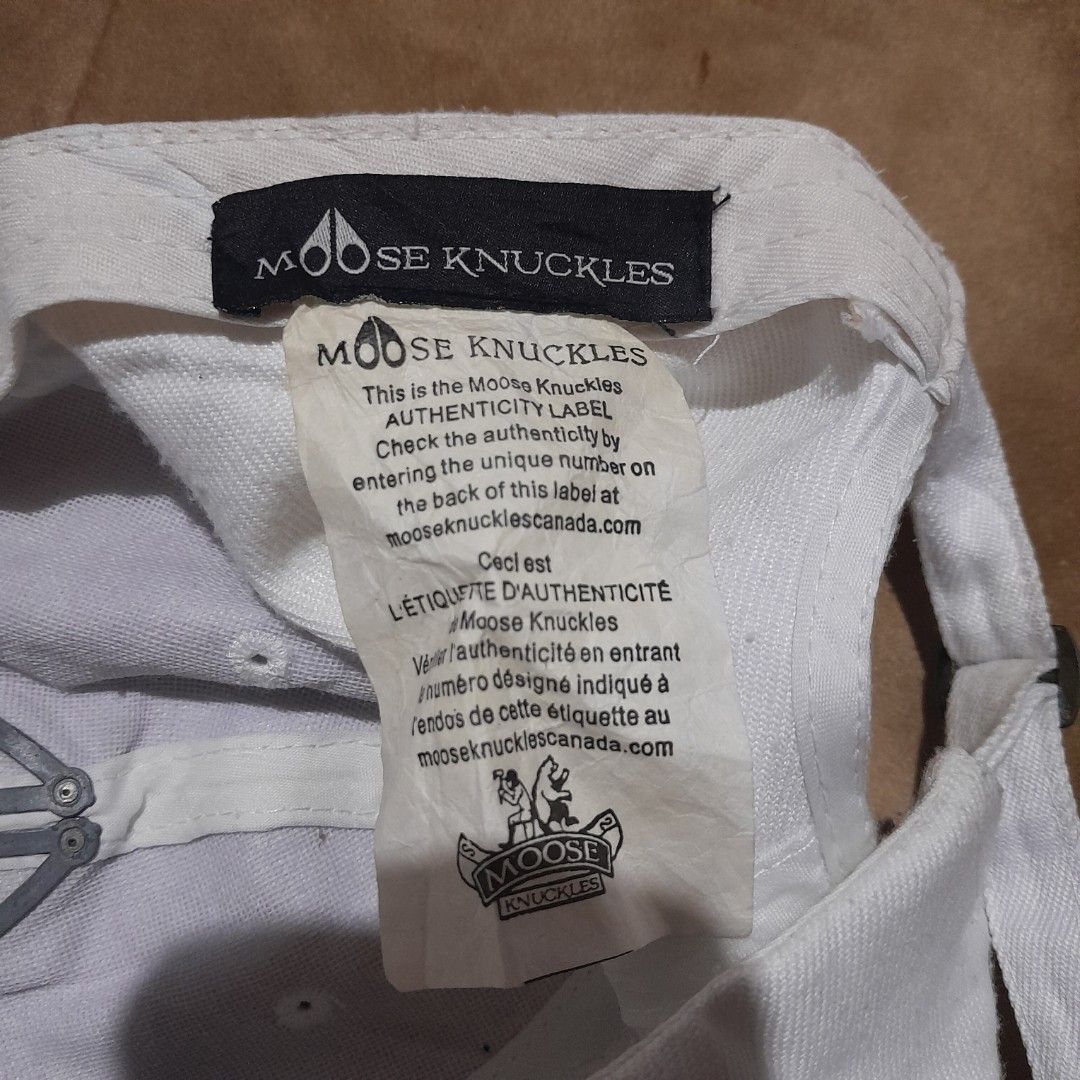 MOOSE KNUCKLES
MOOSE KNUCKLES
This is the Moose Knuckles
AUTHENTICITY LABEL
Check the authenticity by
entering the unique number on
the back of this label at
mooseknucklescanada.com
Ceci est
L'ÉTIQUETTE D'AUTHENTICITÉ
Moose Knuckles
l'authenticité en entrant
numéro désigné indiqué à
l'endos de cette étiquette au
mooseknucklescanada.com
MOOSE
KNUCKLES